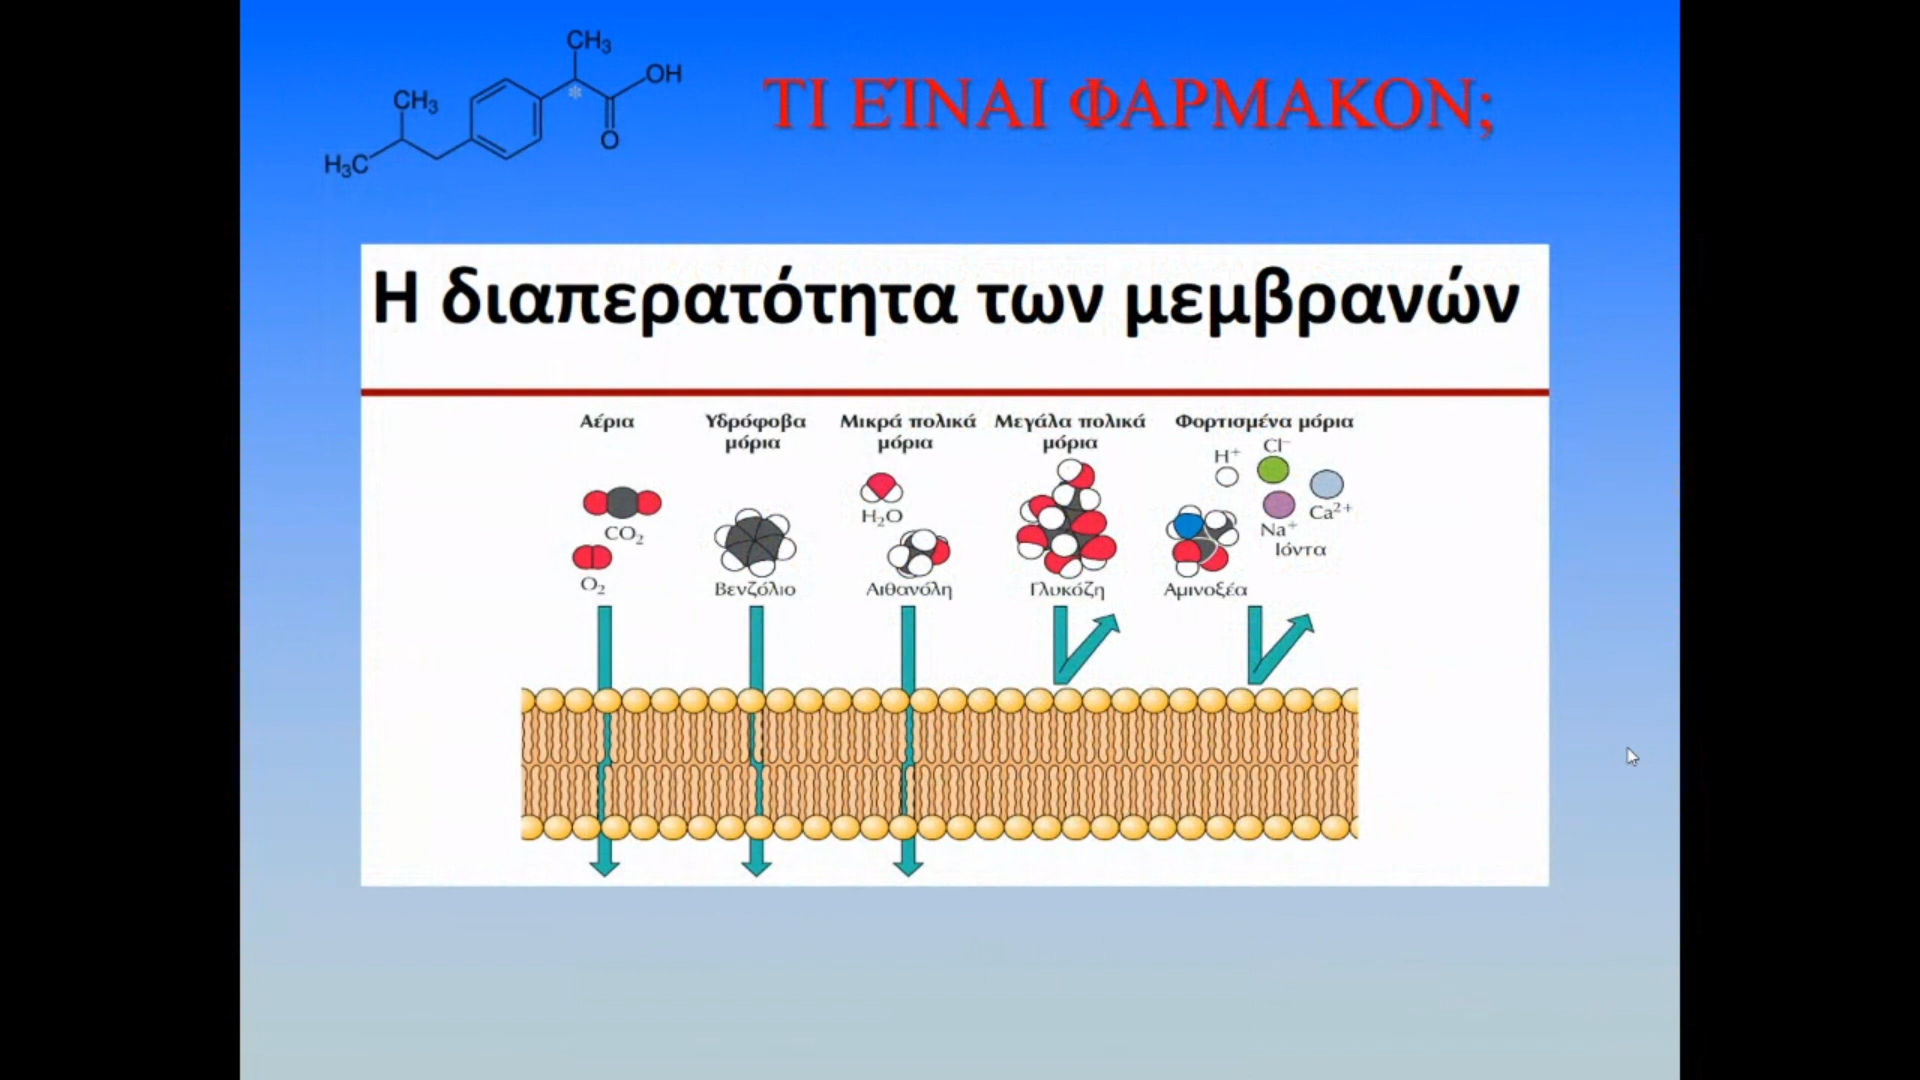 CH₃
OH
CH₃
*
O
H₃C
ΤΙ ΕΊΝΑΙ ΦΑΡΜΑΚΟΝ;
Η διαπερατότητα των μεμβρανών
Αέρια
Υδρόφοβα
μόρια
Μικρά πολικά
μόρια
Μεγάλα πολικά
μόρια
Φορτισμένα μόρια
CO₂
O₂
Βενζόλιο
H₂O
Αιθανόλη
Γλυκόζη
H⁺
Cl⁻
Na⁺
Ca²⁺
Ιόντα
Αμινοξέα